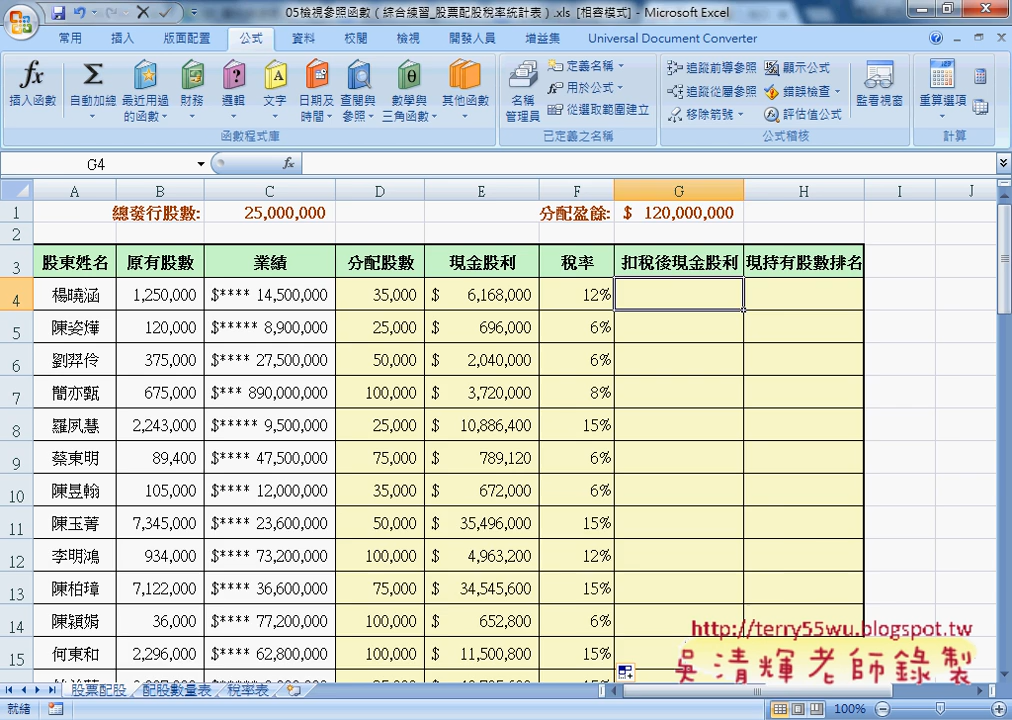 05檢視參照函數（綜合練習_股票配股稅率統計表）.xls [相容模式] - Microsoft Excel
常用 插入 版面配置 公式 資料 校閱 檢視 開發人員 增益集 Universal Document Converter
插入函數 自動加總 最近用過的函數 財務 邏輯 文字 日期及時間 查閱與參照 數學與三角函數 其他函數
函數程式庫
名稱管理員 定義名稱 用於公式 從選取範圍建立
已定義之名稱
追蹤前導參照 追蹤從屬參照 移除箭號 顯示公式 錯誤檢查 評估值公式 監看視窗
公式稽核
重算選項
計算
G4 fx
A B C D E F G H I J
1 總發行股數: 25,000,000 分配盈餘: $ 120,000,000
2
3 股東姓名 原有股數 業績 分配股數 現金股利 稅率 扣稅後現金股利 現持有股數排名
4 楊曉涵 1,250,000 $**** 14,500,000 35,000 $ 6,168,000 12%
5 陳姿燁 120,000 $***** 8,900,000 25,000 $ 696,000 6%
6 劉羿伶 375,000 $**** 27,500,000 50,000 $ 2,040,000 6%
7 簡亦甄 675,000 $*** 890,000,000 100,000 $ 3,720,000 8%
8 羅夙慧 2,243,000 $***** 9,500,000 25,000 $ 10,886,400 15%
9 蔡東明 89,400 $**** 47,500,000 75,000 $ 789,120 6%
10 陳昱翰 105,000 $**** 12,000,000 35,000 $ 672,000 6%
11 陳玉菁 7,345,000 $**** 23,600,000 50,000 $ 35,496,000 15%
12 李明鴻 934,000 $**** 73,200,000 100,000 $ 4,963,200 12%
13 陳柏璋 7,122,000 $**** 36,600,000 75,000 $ 34,545,600 15%
14 陳穎娟 36,000 $**** 77,200,000 100,000 $ 652,800 6%
15 何東和 2,296,000 $**** 62,800,000 100,000 $ 11,500,800 15%
http://terry55wu.blogspot.tw
吳清輝老師錄製
股票配股 配股數量表 稅率表
就緒 100%